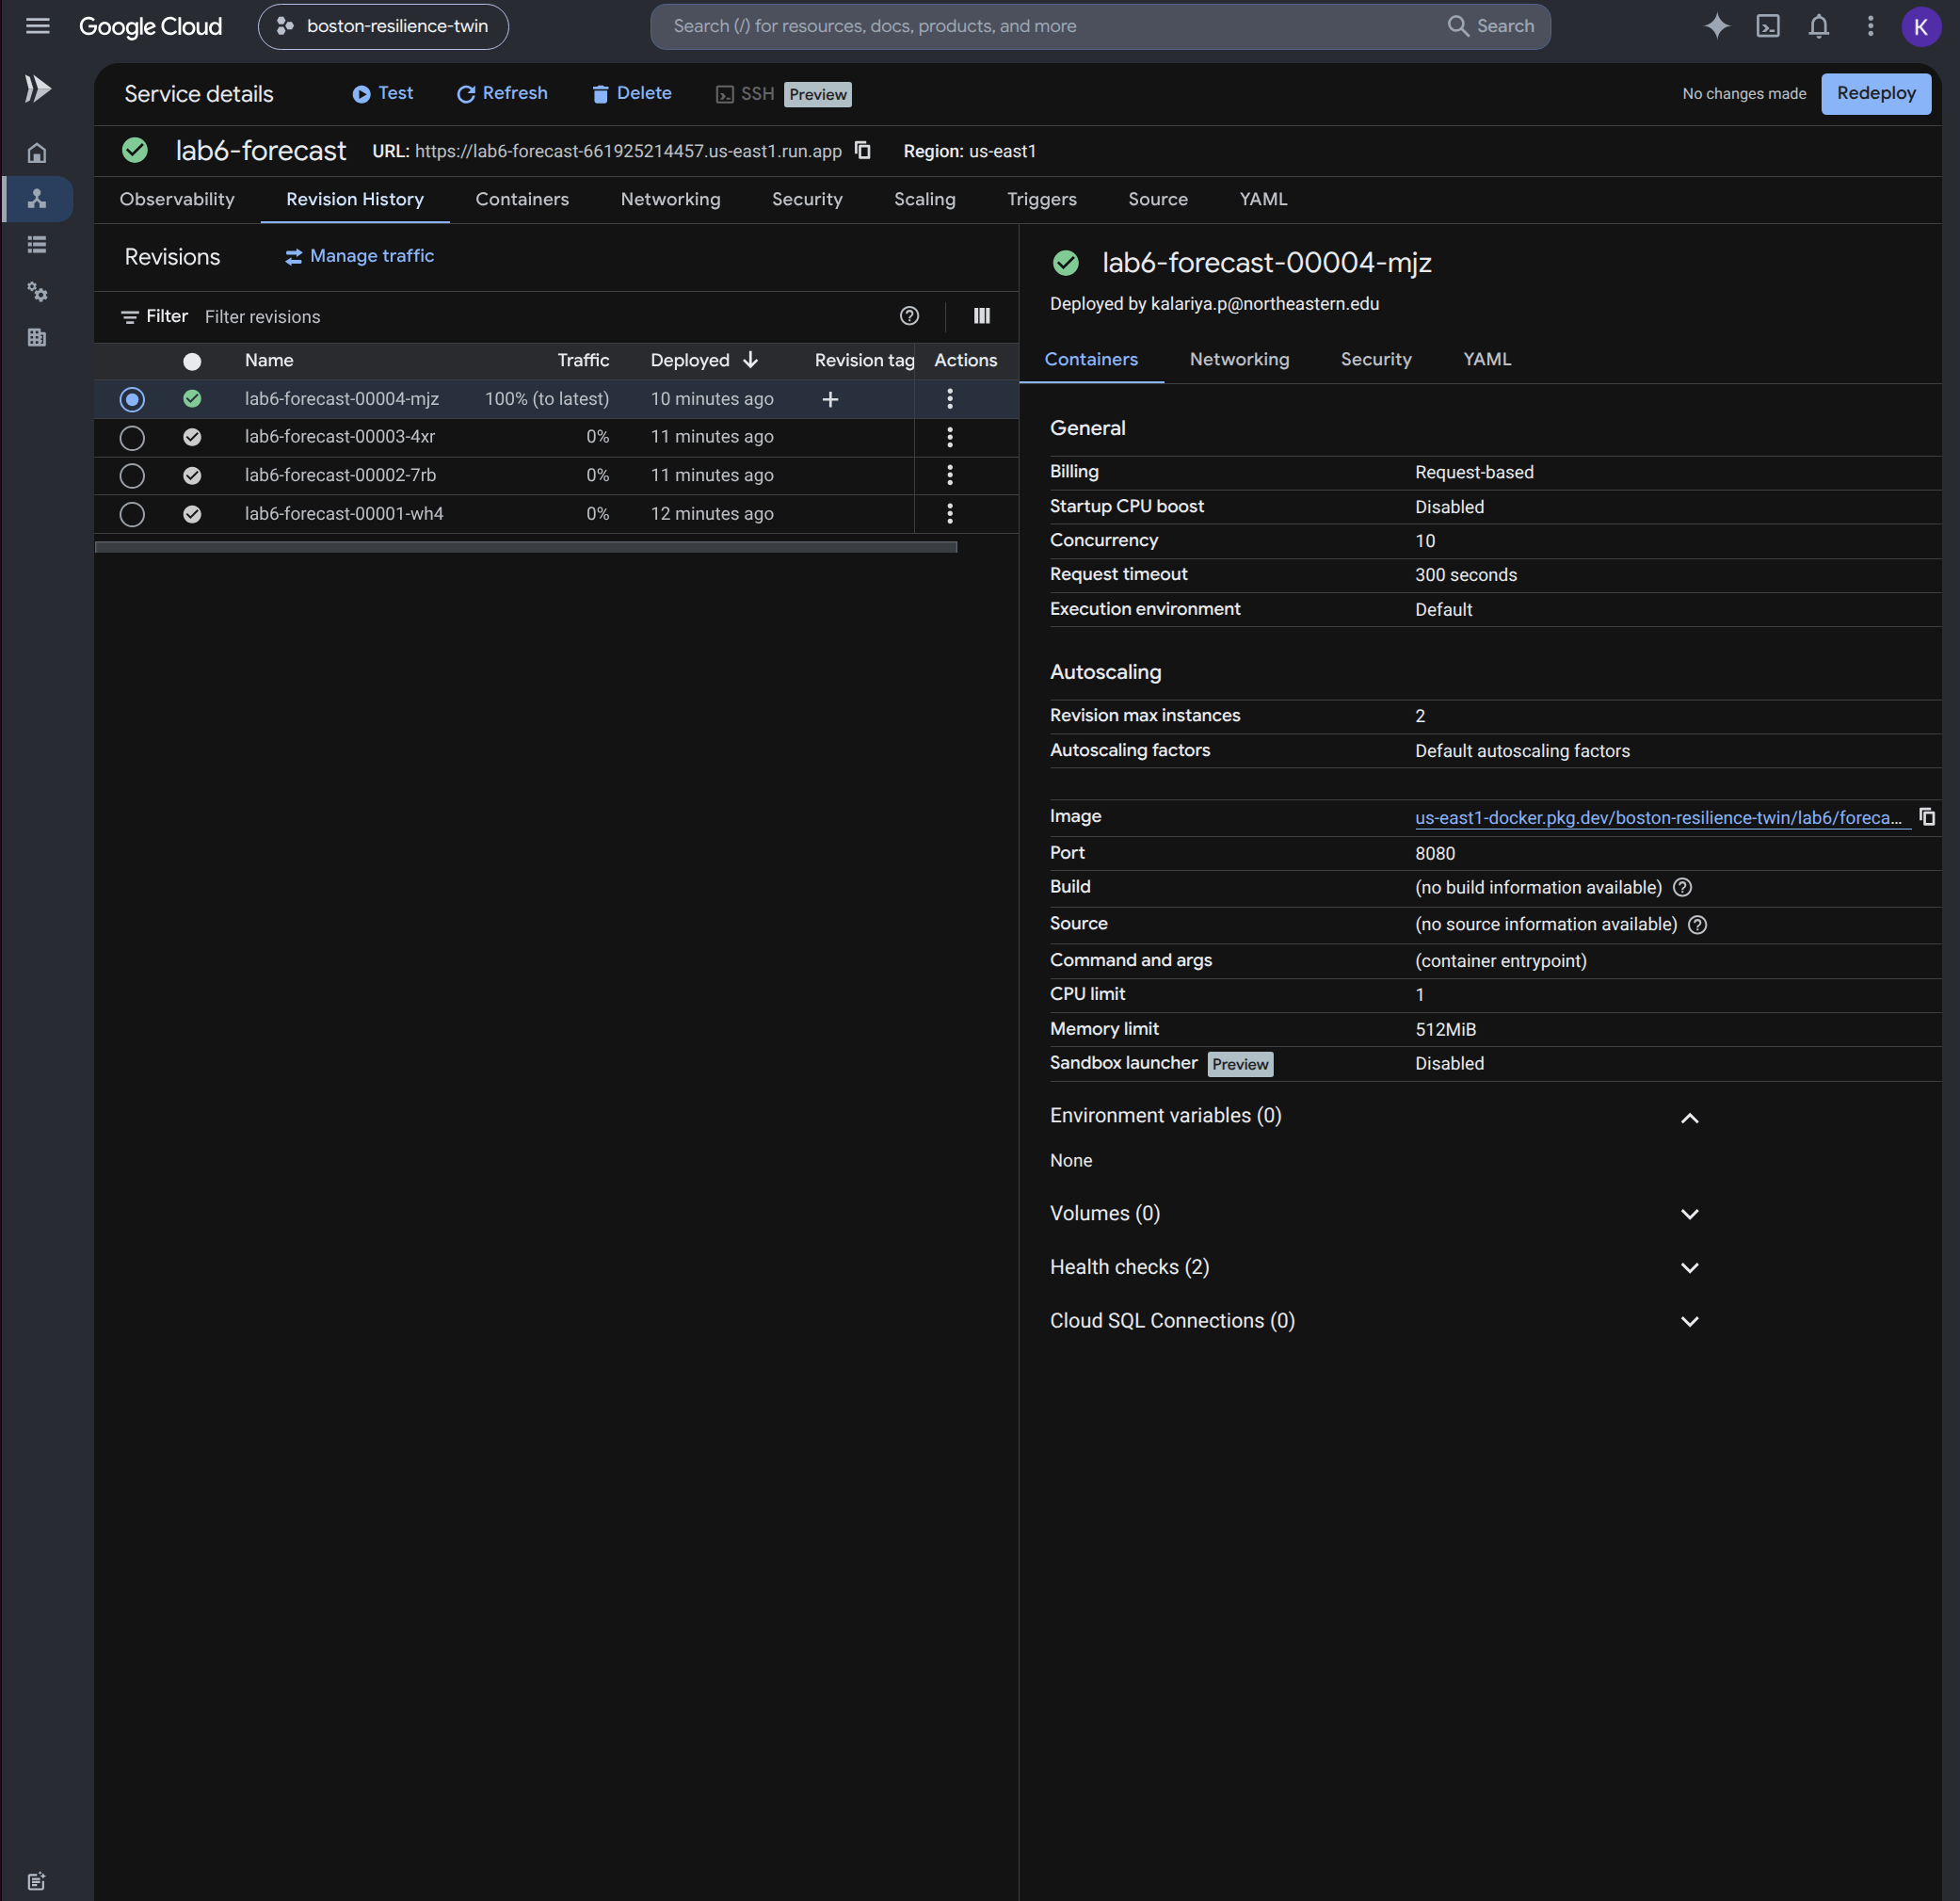 Google Cloud
boston-resilience-twin
Search (/) for resources, docs, products, and more
Search
K
Service details
Test
Refresh
Delete
SSH
Preview
No changes made
Redeploy
lab6-forecast
URL: https://lab6-forecast-661925214457.us-east1.run.app
Region: us-east1
Observability
Revision History
Containers
Networking
Security
Scaling
Triggers
Source
YAML
Revisions
Manage traffic
Filter
Filter revisions
Name Traffic Deployed Revision tag Actions
lab6-forecast-00004-mjz 100% (to latest) 10 minutes ago
lab6-forecast-00003-4xr 0% 11 minutes ago
lab6-forecast-00002-7rb 0% 11 minutes ago
lab6-forecast-00001-wh4 0% 12 minutes ago
lab6-forecast-00004-mjz
Deployed by kalariya.p@northeastern.edu
Containers
Networking
Security
YAML
General
Billing Request-based
Startup CPU boost Disabled
Concurrency 10
Request timeout 300 seconds
Execution environment Default
Autoscaling
Revision max instances 2
Autoscaling factors Default autoscaling factors
Image us-east1-docker.pkg.dev/boston-resilience-twin/lab6/foreca...
Port 8080
Build (no build information available)
Source (no source information available)
Command and args (container entrypoint)
CPU limit 1
Memory limit 512MiB
Sandbox launcher Preview Disabled
Environment variables (0)
None
Volumes (0)
Health checks (2)
Cloud SQL Connections (0)